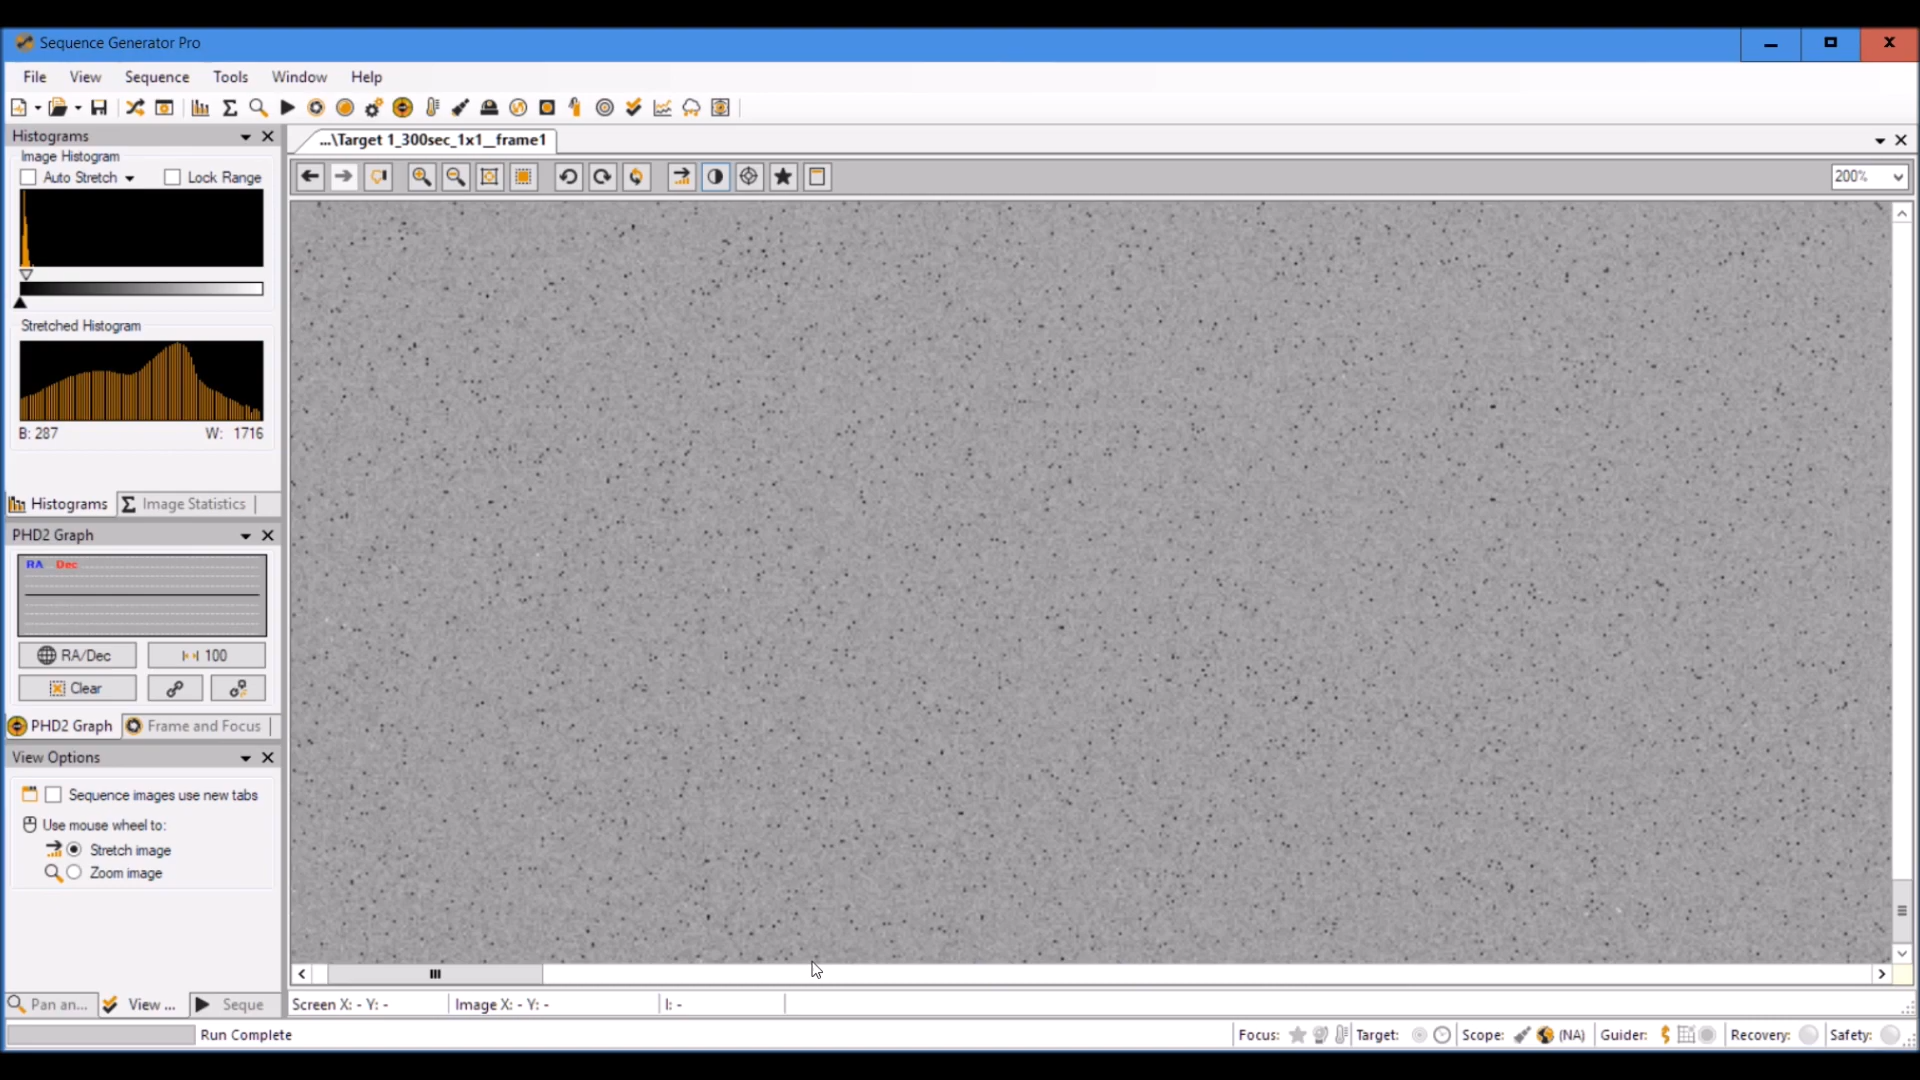 Sequence Generator Pro
File View Sequence Tools Window Help
Histograms
...\Target 1_300sec_1x1__frame1
Image Histogram
Auto Stretch Lock Range
200%
Stretched Histogram
B: 287 W: 1716
Histograms Image Statistics
PHD2 Graph
RA Dec
RA/Dec 100
Clear
PHD2 Graph Frame and Focus
View Options
Sequence images use new tabs
Use mouse wheel to:
Stretch image
Zoom image
Pan an... View ... Seque
Screen X: - Y: - Image X: - Y: - I: -
Run Complete
Focus: Target: Scope: (NA) Guider: Recovery: Safety: